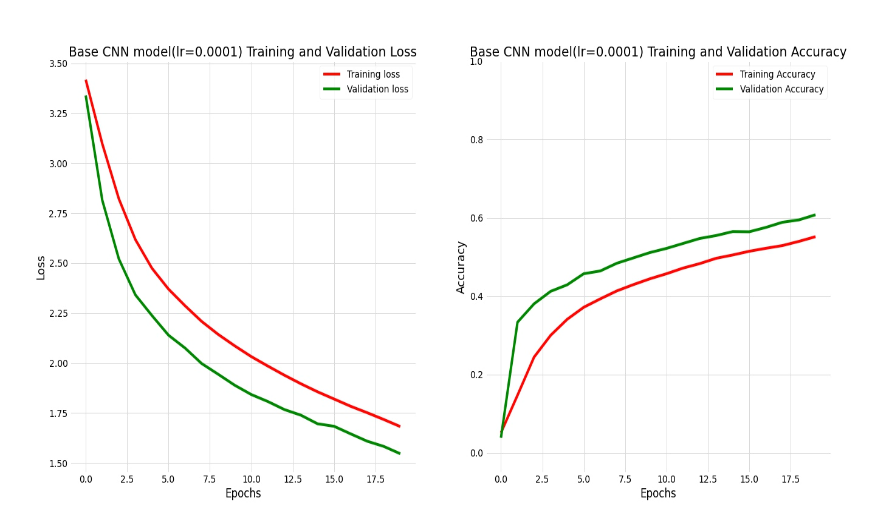 Base CNN model(lr=0.0001) Training and Validation Loss
3.50
3.25
3.00
2.75
2.50
2.25
2.00
1.75
1.50
Loss
Training loss
Validation loss
0.0 2.5 5.0 7.5 10.0 12.5 15.0 17.5
Epochs
Base CNN model(lr=0.0001) Training and Validation Accuracy
1.0
0.8
0.6
0.4
0.2
0.0
Accuracy
Training Accuracy
Validation Accuracy
0.0 2.5 5.0 7.5 10.0 12.5 15.0 17.5
Epochs